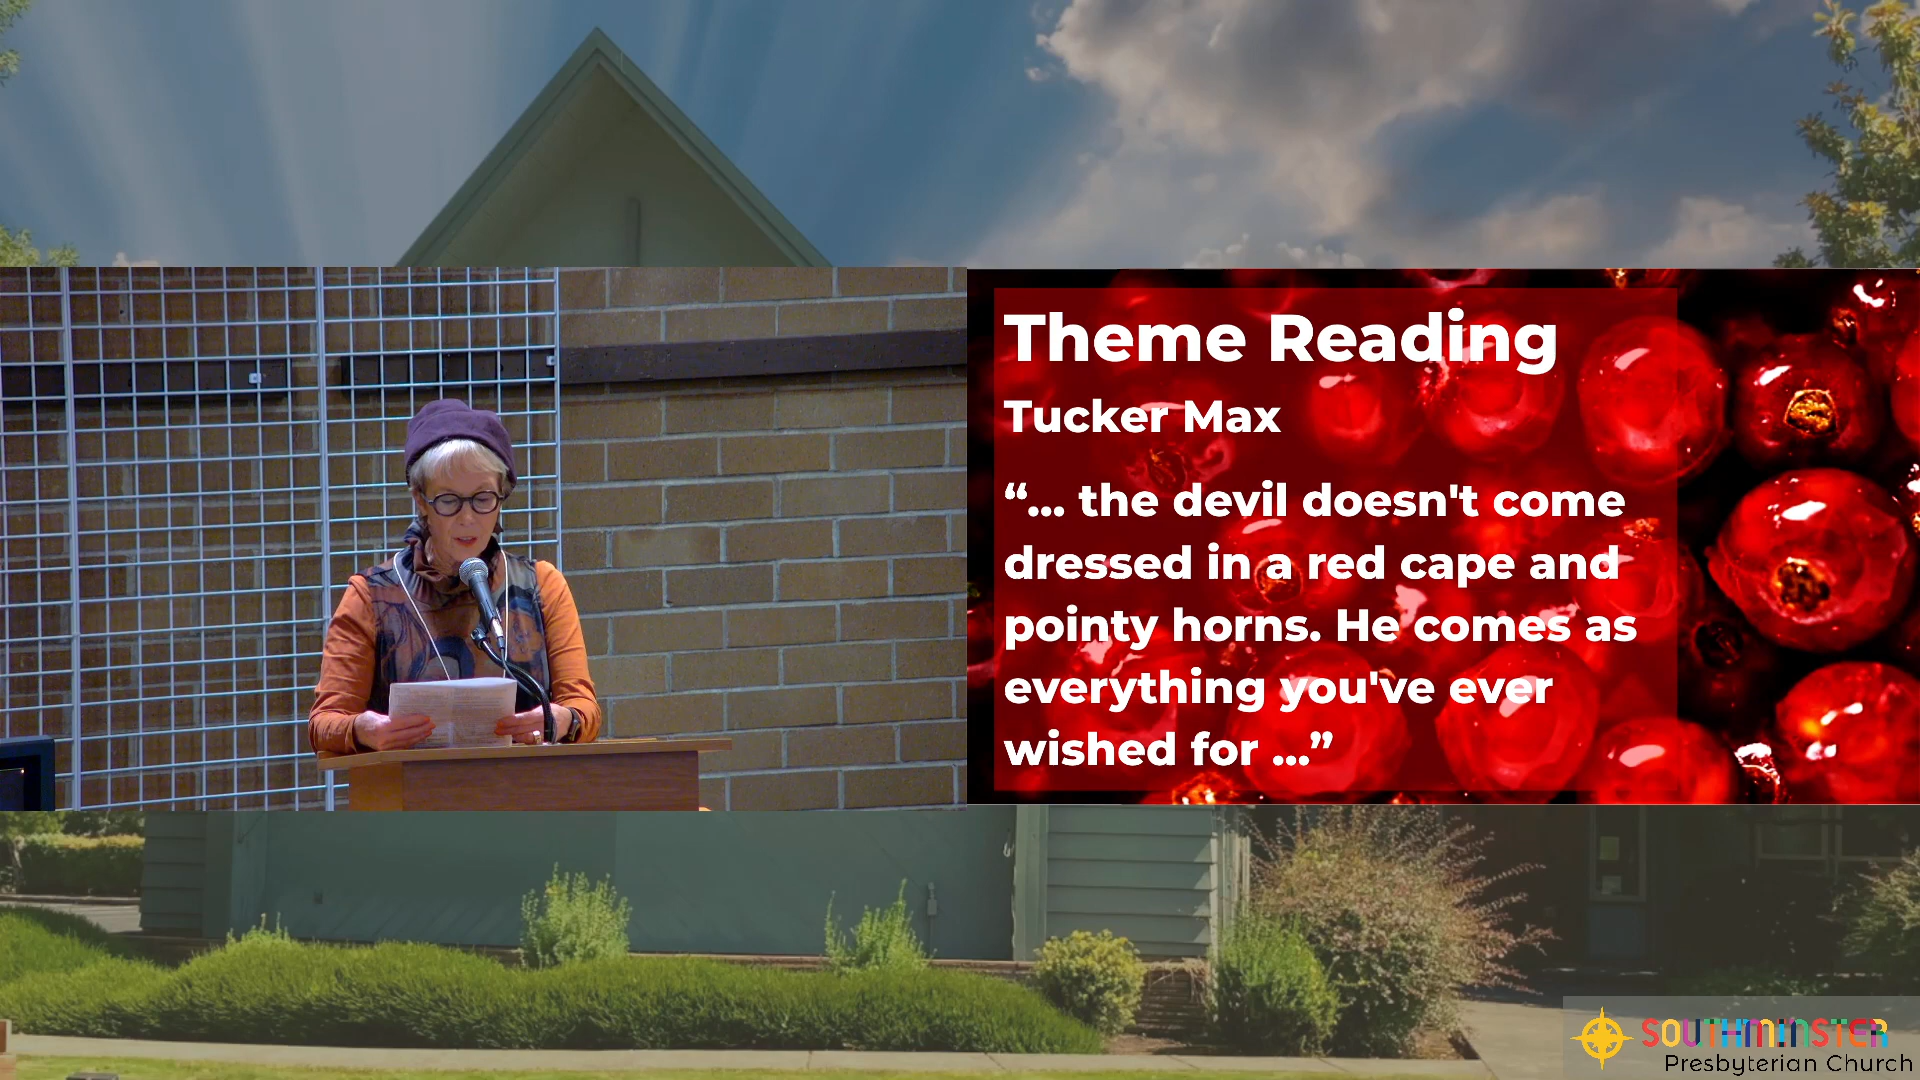 Theme Reading
Tucker Max
“... the devil doesn't come
dressed in a red cape and
pointy horns. He comes as
everything you've ever
wished for ...”
SOUTHMINSTER
Presbyterian Church